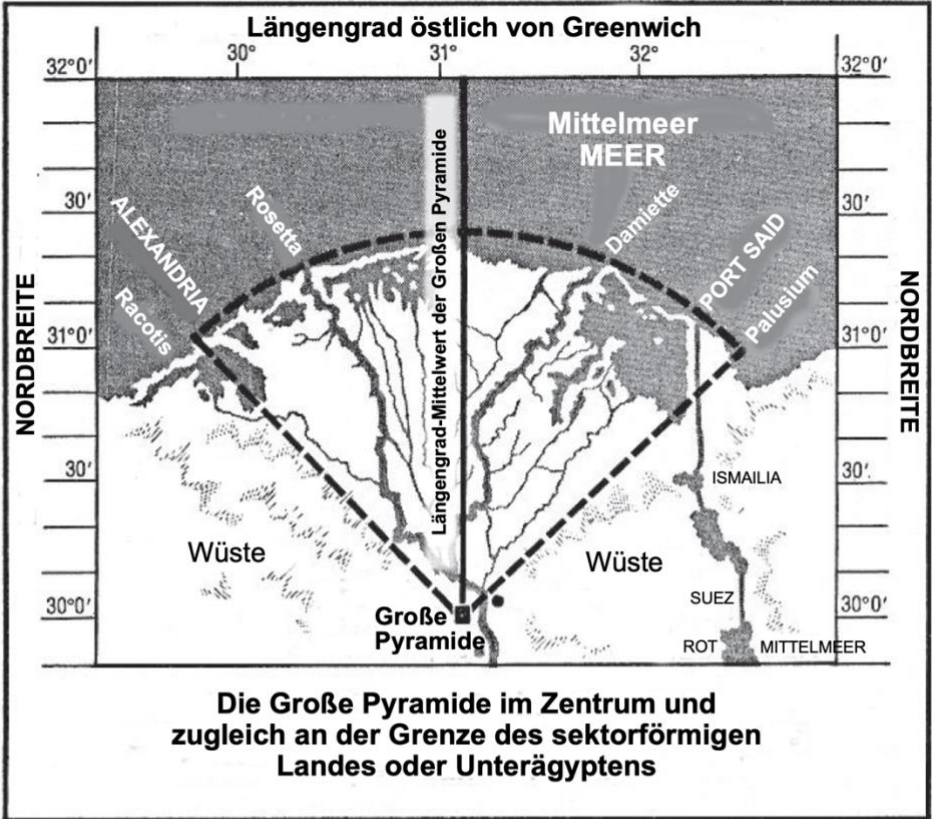 Längengrad östlich von Greenwich
30° 31° 32°
32°0′ 32°0′
Mittelmeer
MEER
30′ 30′
ALEXANDRIA
Rosetta
Damiette
PORT SAID
Racotis
Palusium
Längengrad-Mittelwert der Großen Pyramide
NORDBREITE
NORDBREITE
31°0′ 31°0′
30′ 30′
ISMAILIA
Wüste
Wüste
SUEZ
30°0′ 30°0′
Große
Pyramide
ROT MITTELMEER
Die Große Pyramide im Zentrum und
zugleich an der Grenze des sektorförmigen
Landes oder Unterägyptens